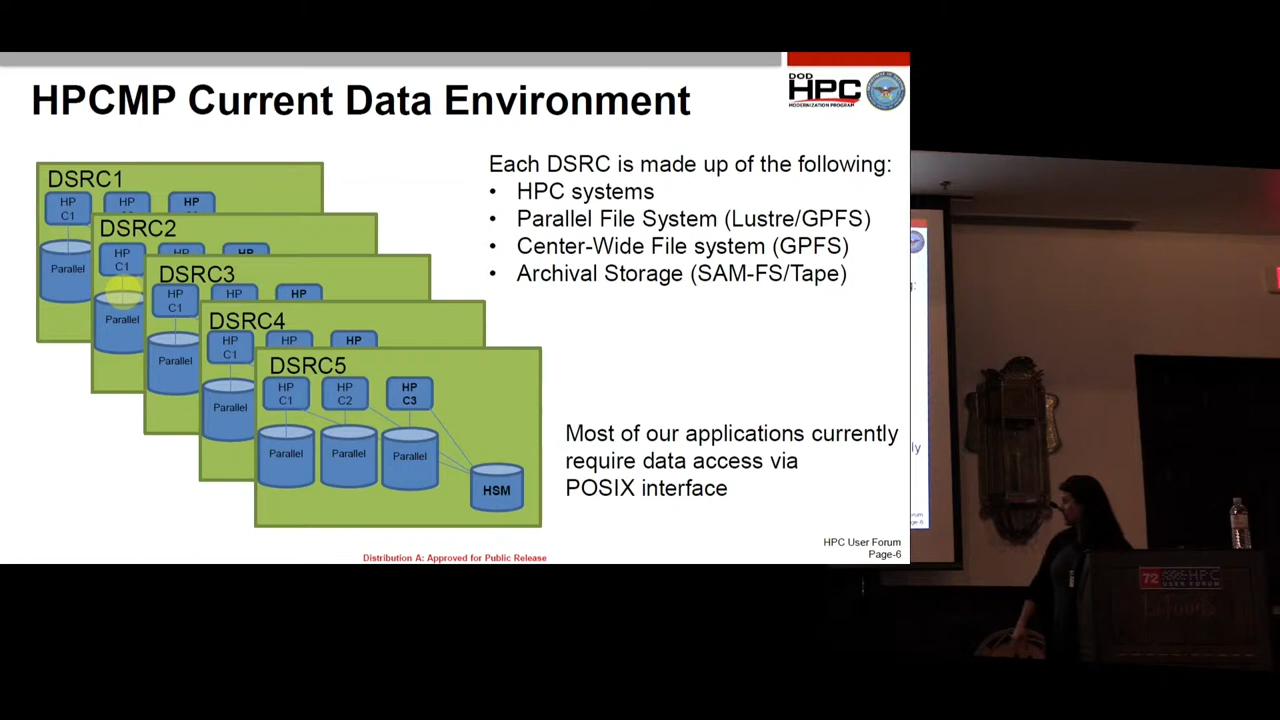 HPCMP Current Data Environment
DOD
HPC
MODERNIZATION PROGRAM
DSRC1
HP
C1
HP
Parallel
DSRC2
HP
C1
HP
HP
Parallel
DSRC3
HP
C1
HP
HP
Parallel
DSRC4
HP
C1
HP
HP
Parallel
DSRC5
HP
C1
HP
C2
HP
C3
Parallel
Parallel
Parallel
HSM
Each DSRC is made up of the following:
• HPC systems
• Parallel File System (Lustre/GPFS)
• Center-Wide File system (GPFS)
• Archival Storage (SAM-FS/Tape)
Most of our applications currently
require data access via
POSIX interface
HPC User Forum
Page-6
Distribution A: Approved for Public Release
72 HPC
USER FORUM